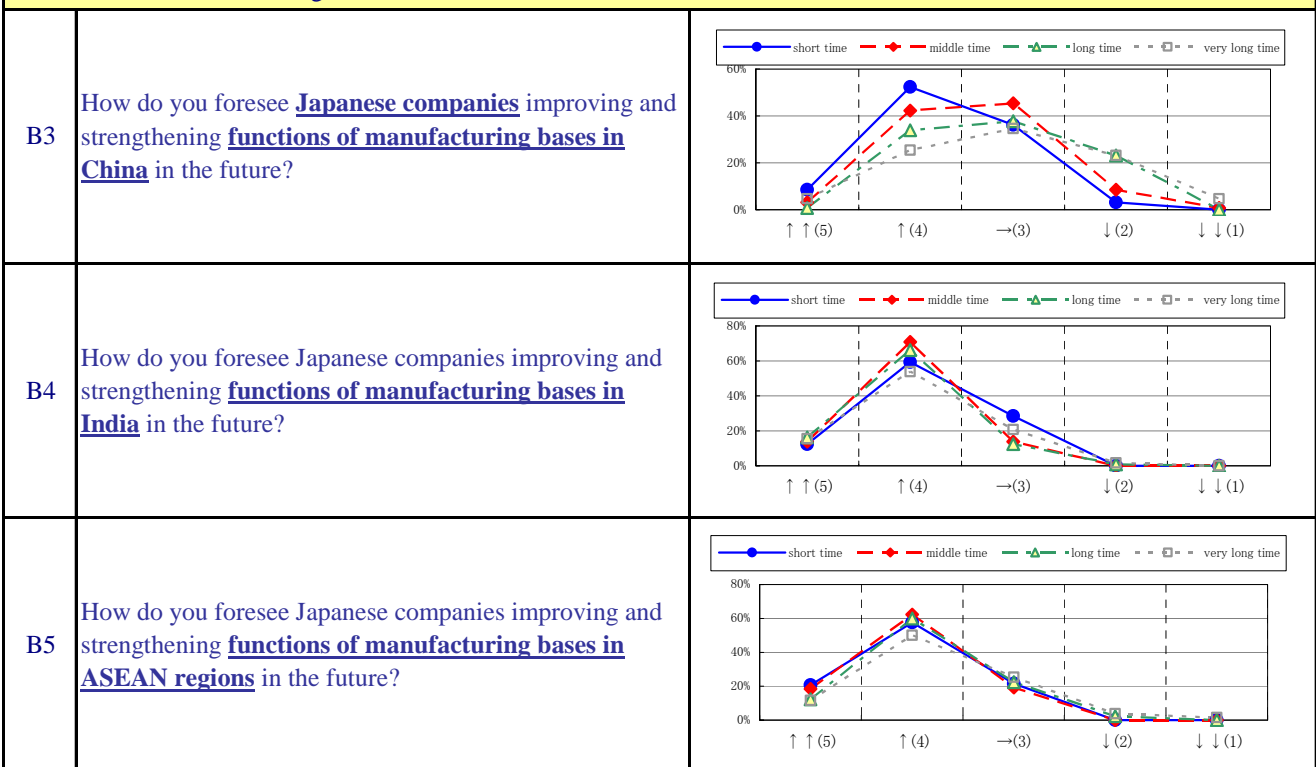 short time middle time long time very long time
60%
40%
20%
0%
↑ ↑ (5) ↑ (4) →(3) ↓ (2) ↓ ↓ (1)
B3
How do you foresee Japanese companies improving and
strengthening functions of manufacturing bases in
China in the future?
short time middle time long time very long time
80%
60%
40%
20%
0%
↑ ↑ (5) ↑ (4) →(3) ↓ (2) ↓ ↓ (1)
B4
How do you foresee Japanese companies improving and
strengthening functions of manufacturing bases in
India in the future?
short time middle time long time very long time
80%
60%
40%
20%
0%
↑ ↑ (5) ↑ (4) →(3) ↓ (2) ↓ ↓ (1)
B5
How do you foresee Japanese companies improving and
strengthening functions of manufacturing bases in
ASEAN regions in the future?